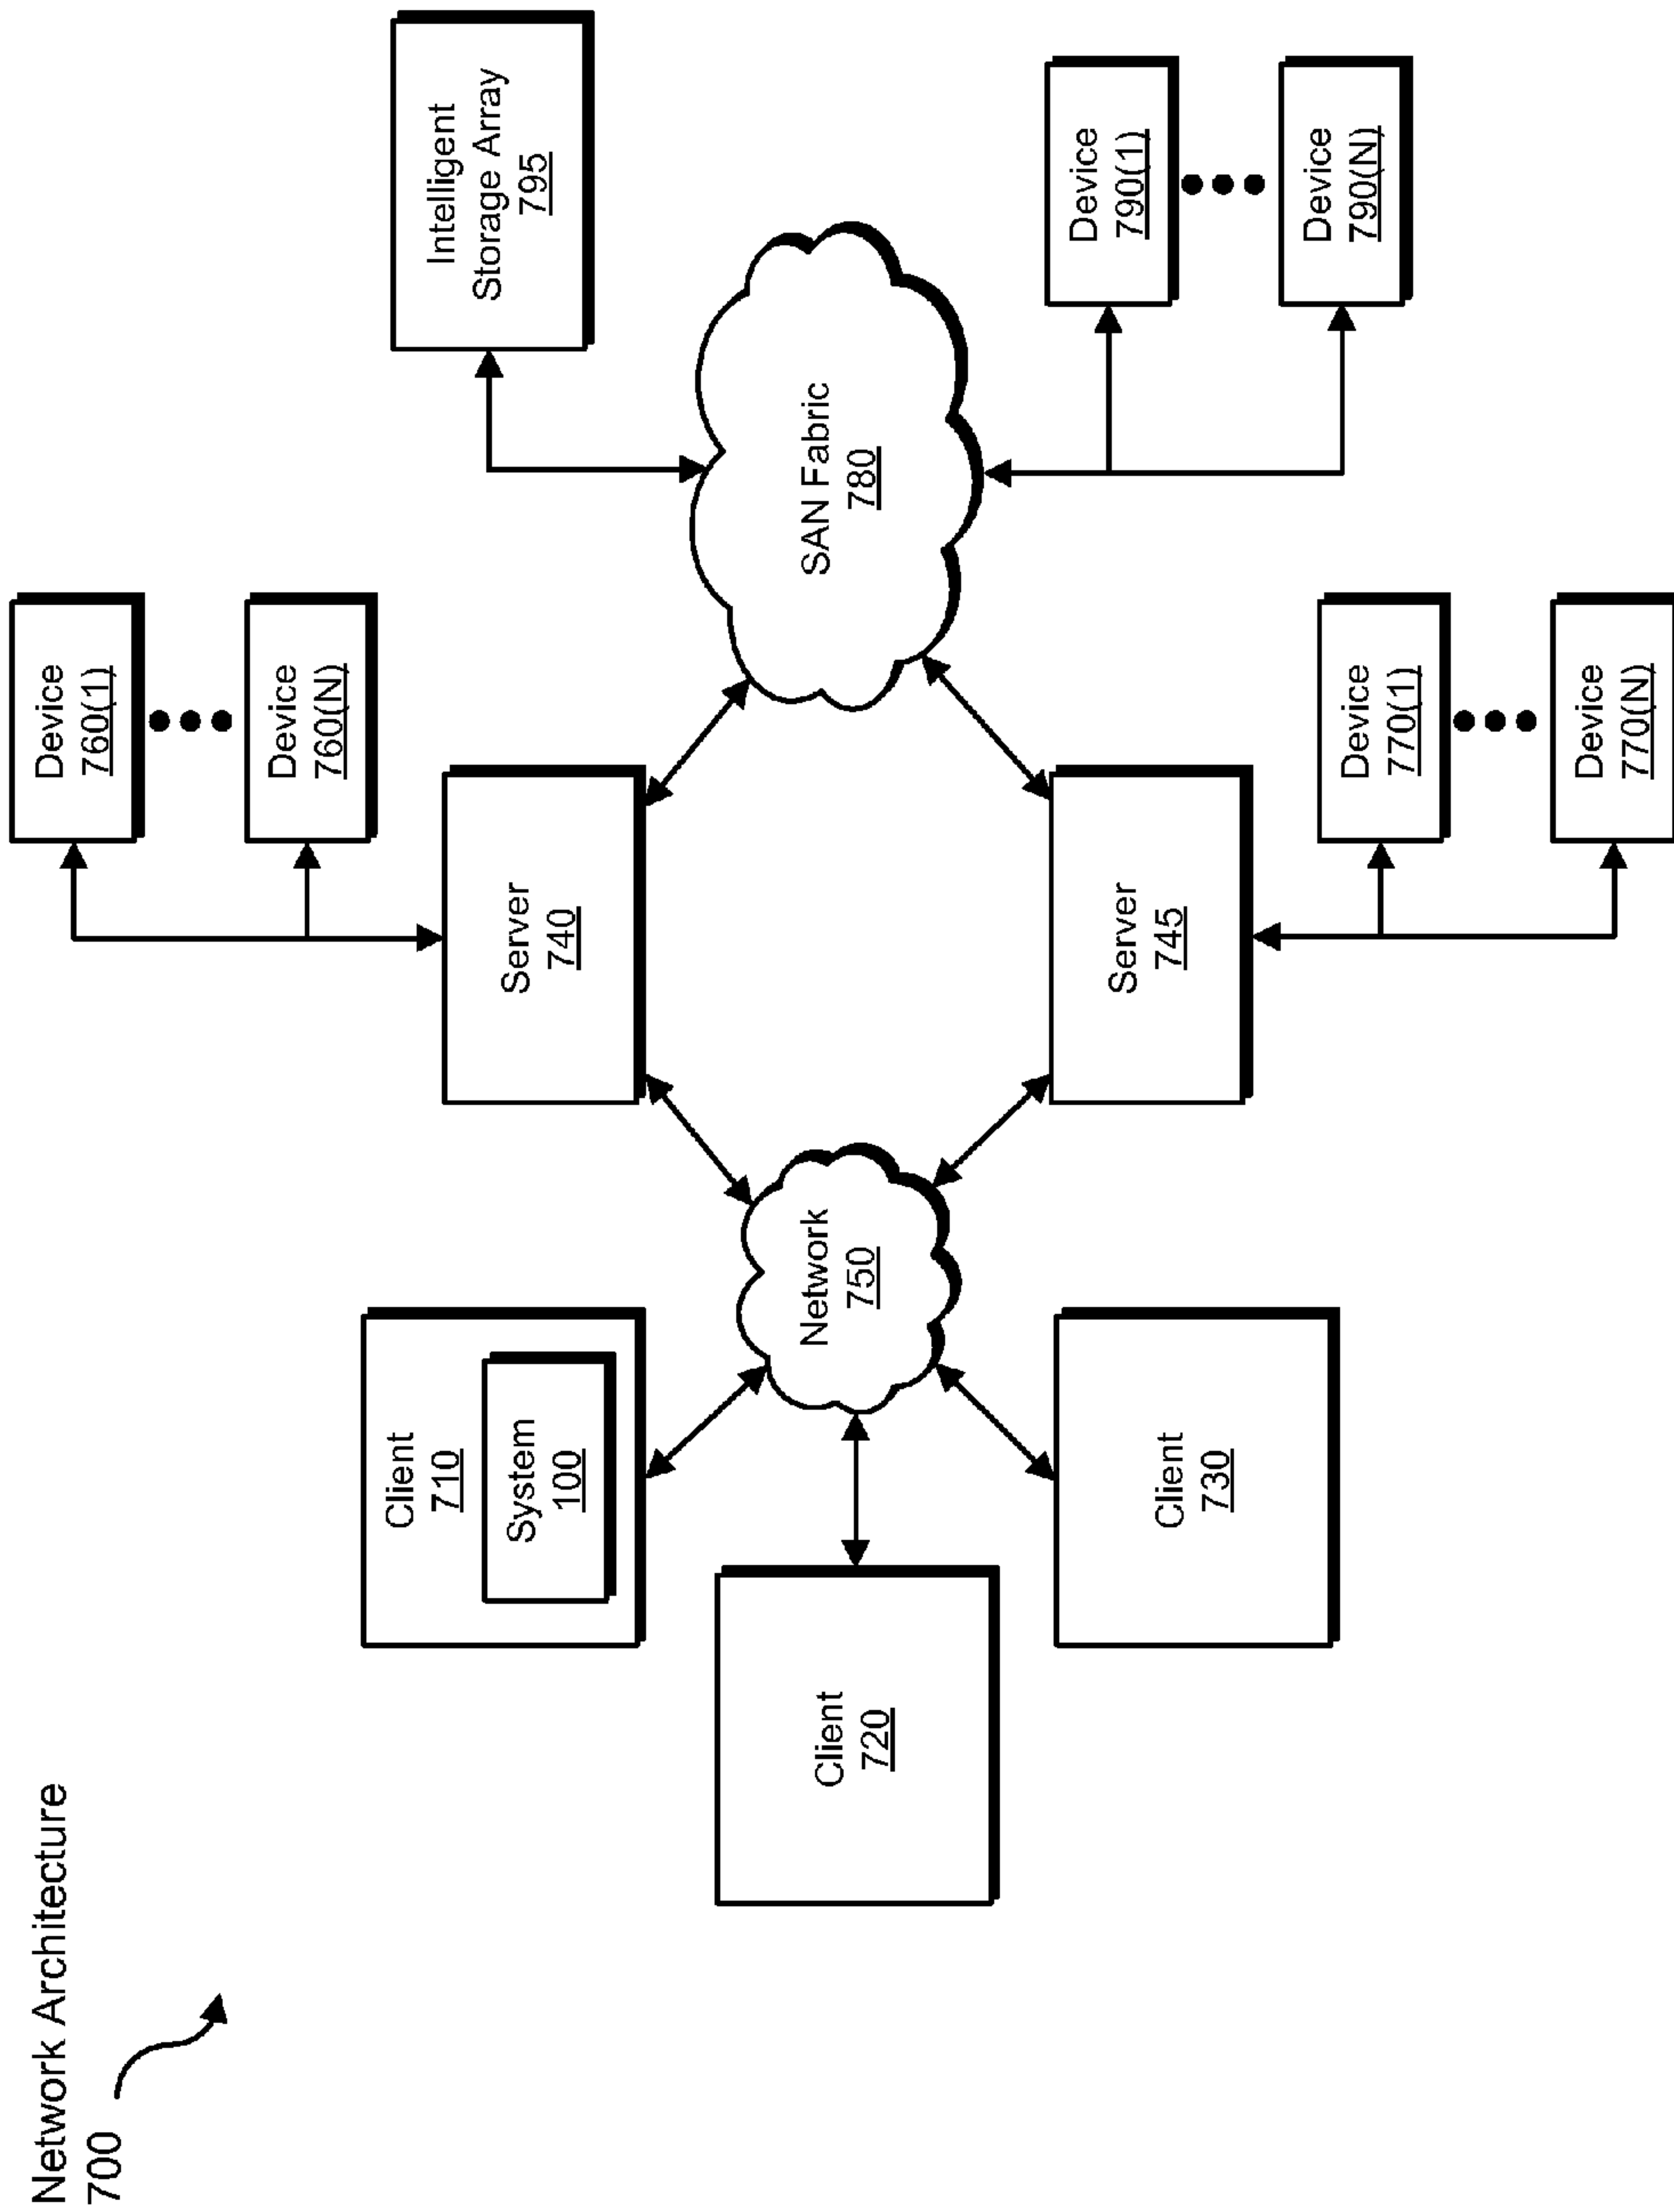 Network Architecture
700
Client
710
System
100
Client
720
Client
730
Network
750
Server
740
Server
745
Device
760(1)
Device
760(N)
Device
770(1)
Device
770(N)
SAN Fabric
780
Intelligent
Storage Array
795
Device
790(1)
Device
790(N)